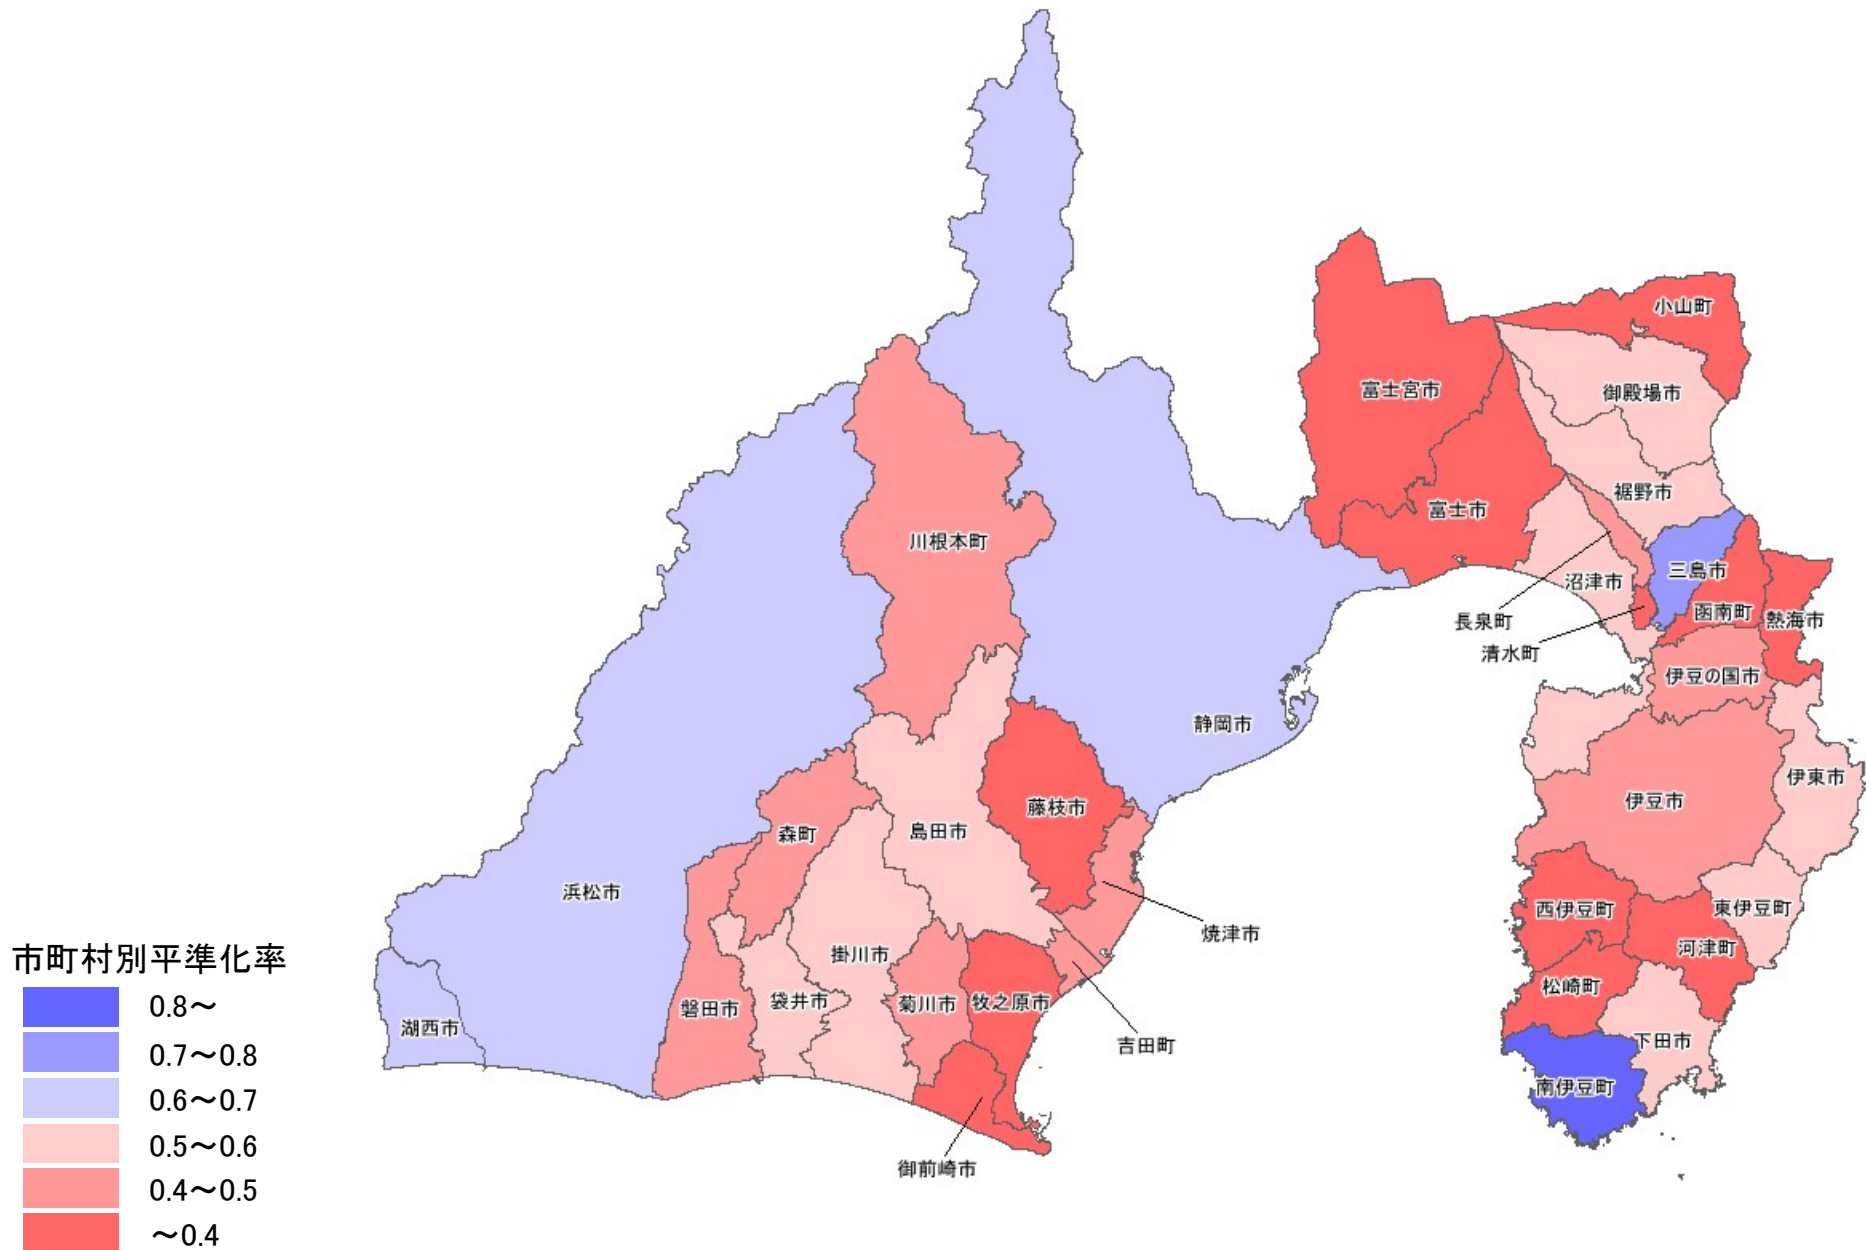 小山町
富士宮市
御殿場市
裾野市
富士市
川根本町
三島市
沼津市
函南町
熱海市
長泉町
清水町
伊豆の国市
静岡市
伊東市
伊豆市
藤枝市
島田市
森町
浜松市
西伊豆町
東伊豆町
焼津市
河津町
掛川市
松崎町
袋井市
菊川市
牧之原市
磐田市
湖西市
下田市
吉田町
南伊豆町
御前崎市
市町村別平準化率
0.8～
0.7～0.8
0.6～0.7
0.5～0.6
0.4～0.5
～0.4